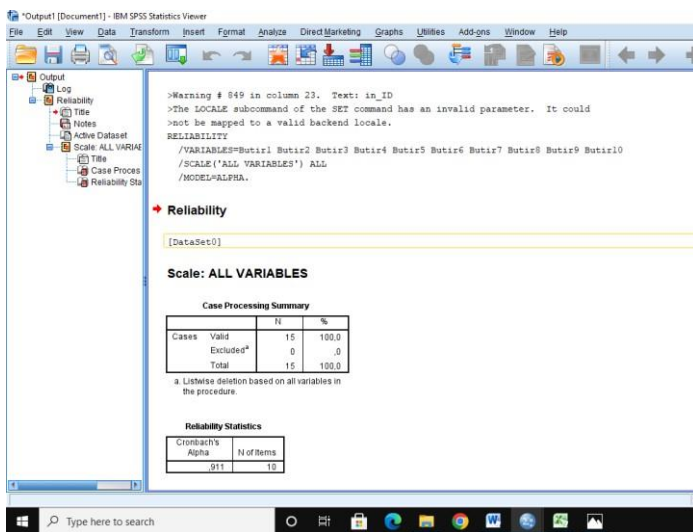 *Output1 [Document1] - IBM SPSS Statistics Viewer
File Edit View Data Transform Insert Format Analyze Direct Marketing Graphs Utilities Add-ons Window Help
Output
Log
Reliability
Title
Notes
Active Dataset
Scale: ALL VARIAB
Title
Case Proces
Reliability Sta
>Warning # 849 in column 23. Text: in_ID
>The LOCALE subcommand of the SET command has an invalid parameter. It could
>not be mapped to a valid backend locale.
RELIABILITY
/VARIABLES=Butir1 Butir2 Butir3 Butir4 Butir5 Butir6 Butir7 Butir8 Butir9 Butir10
/SCALE('ALL VARIABLES') ALL
/MODEL=ALPHA.
Reliability
[DataSet0]
Scale: ALL VARIABLES
Case Processing Summary
N %
Cases Valid 15 100,0
Excludedª 0 ,0
Total 15 100,0
a. Listwise deletion based on all variables in
the procedure.
Reliability Statistics
Cronbach's
Alpha N of Items
,911 10
Type here to search